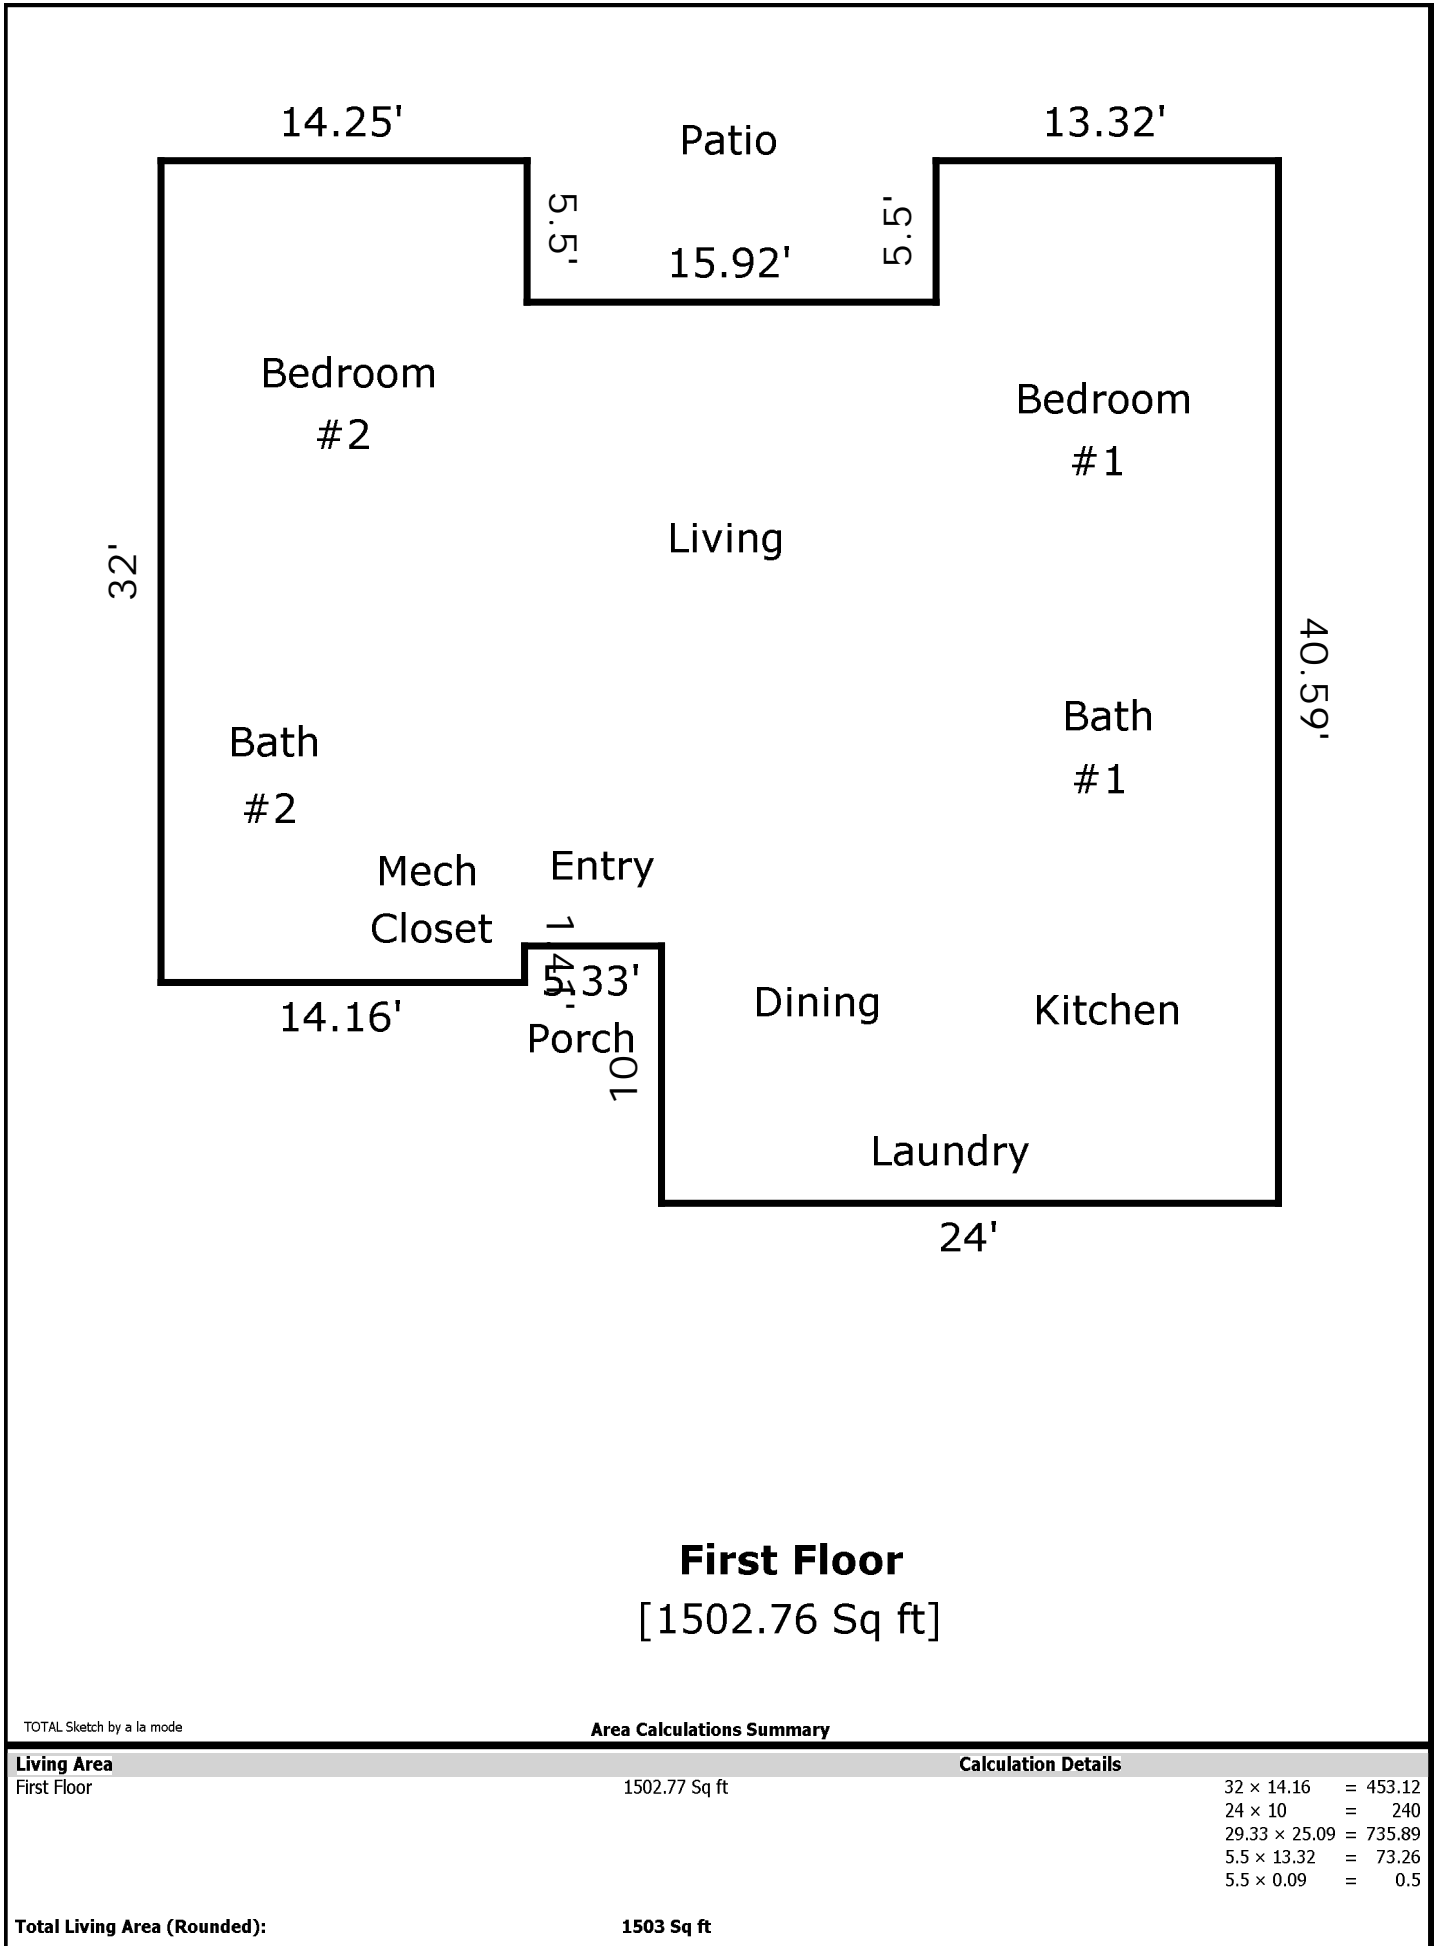 14.25'
Patio
13.32'
5.5'
5.5'
15.92'
Bedroom
#2
Bedroom
#1
Living
32'
40.59'
Bath
#2
Bath
#1
Mech
Closet
Entry
1.41'
5.33'
14.16'
Porch
10
Dining
Kitchen
Laundry
24'
First Floor
[1502.76 Sq ft]
TOTAL Sketch by a la mode
Area Calculations Summary
Living Area Calculation Details
First Floor 1502.77 Sq ft 32 × 14.16 = 453.12
24 × 10 = 240
29.33 × 25.09 = 735.89
5.5 × 13.32 = 73.26
5.5 × 0.09 = 0.5
Total Living Area (Rounded): 1503 Sq ft